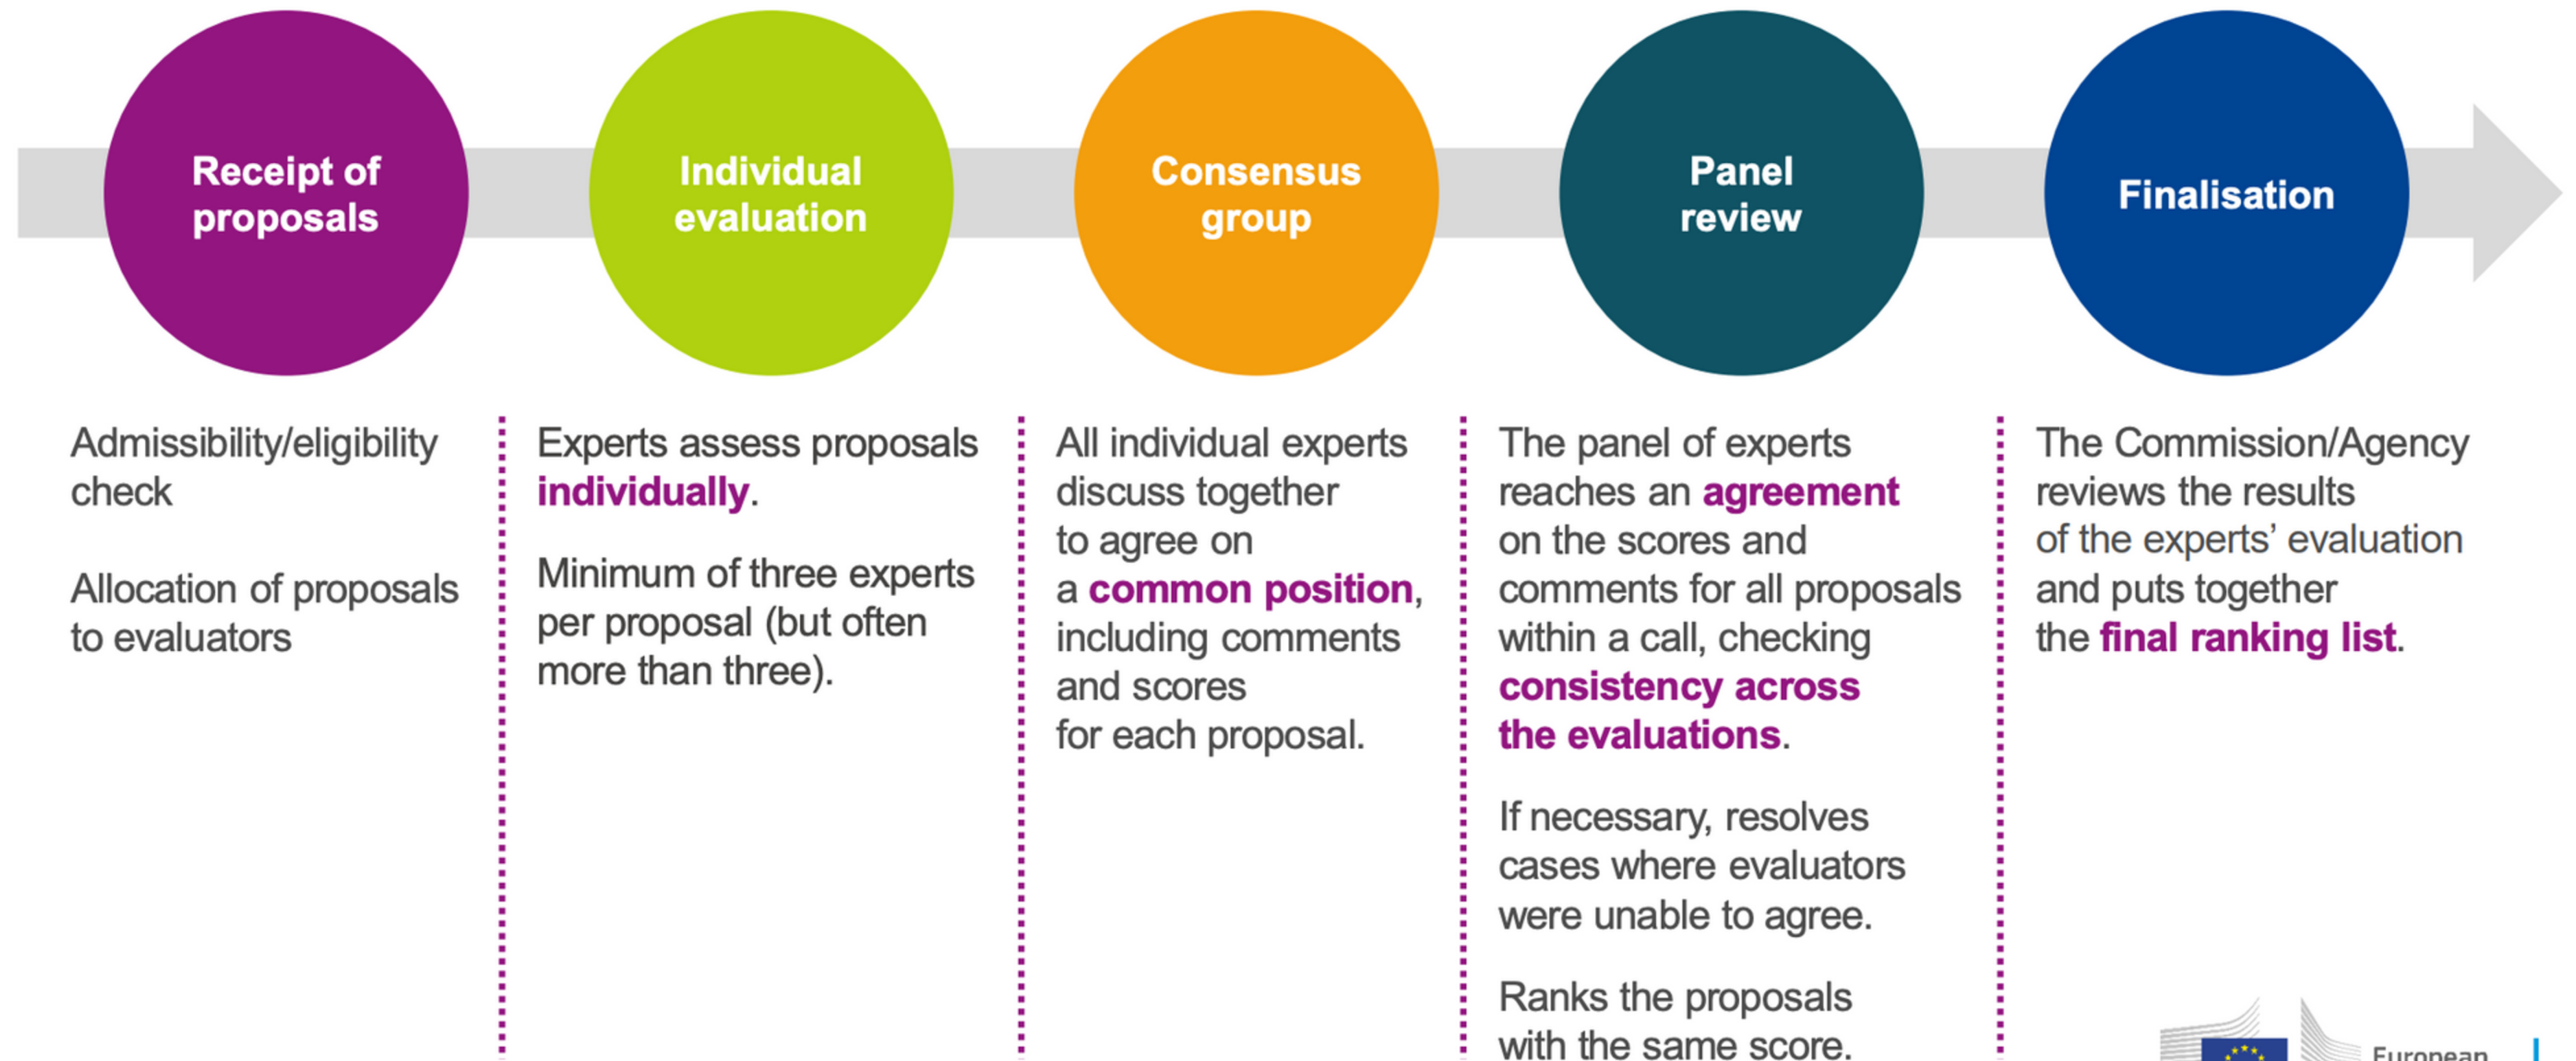 Receipt of
proposals
Individual
evaluation
Consensus
group
Panel
review
Finalisation
Admissibility/eligibility
check
Allocation of proposals
to evaluators
Experts assess proposals
individually.
Minimum of three experts
per proposal (but often
more than three).
All individual experts
discuss together
to agree on
a common position,
including comments
and scores
for each proposal.
The panel of experts
reaches an agreement
on the scores and
comments for all proposals
within a call, checking
consistency across
the evaluations.
If necessary, resolves
cases where evaluators
were unable to agree.
Ranks the proposals
with the same score.
The Commission/Agency
reviews the results
of the experts’ evaluation
and puts together
the final ranking list.
European